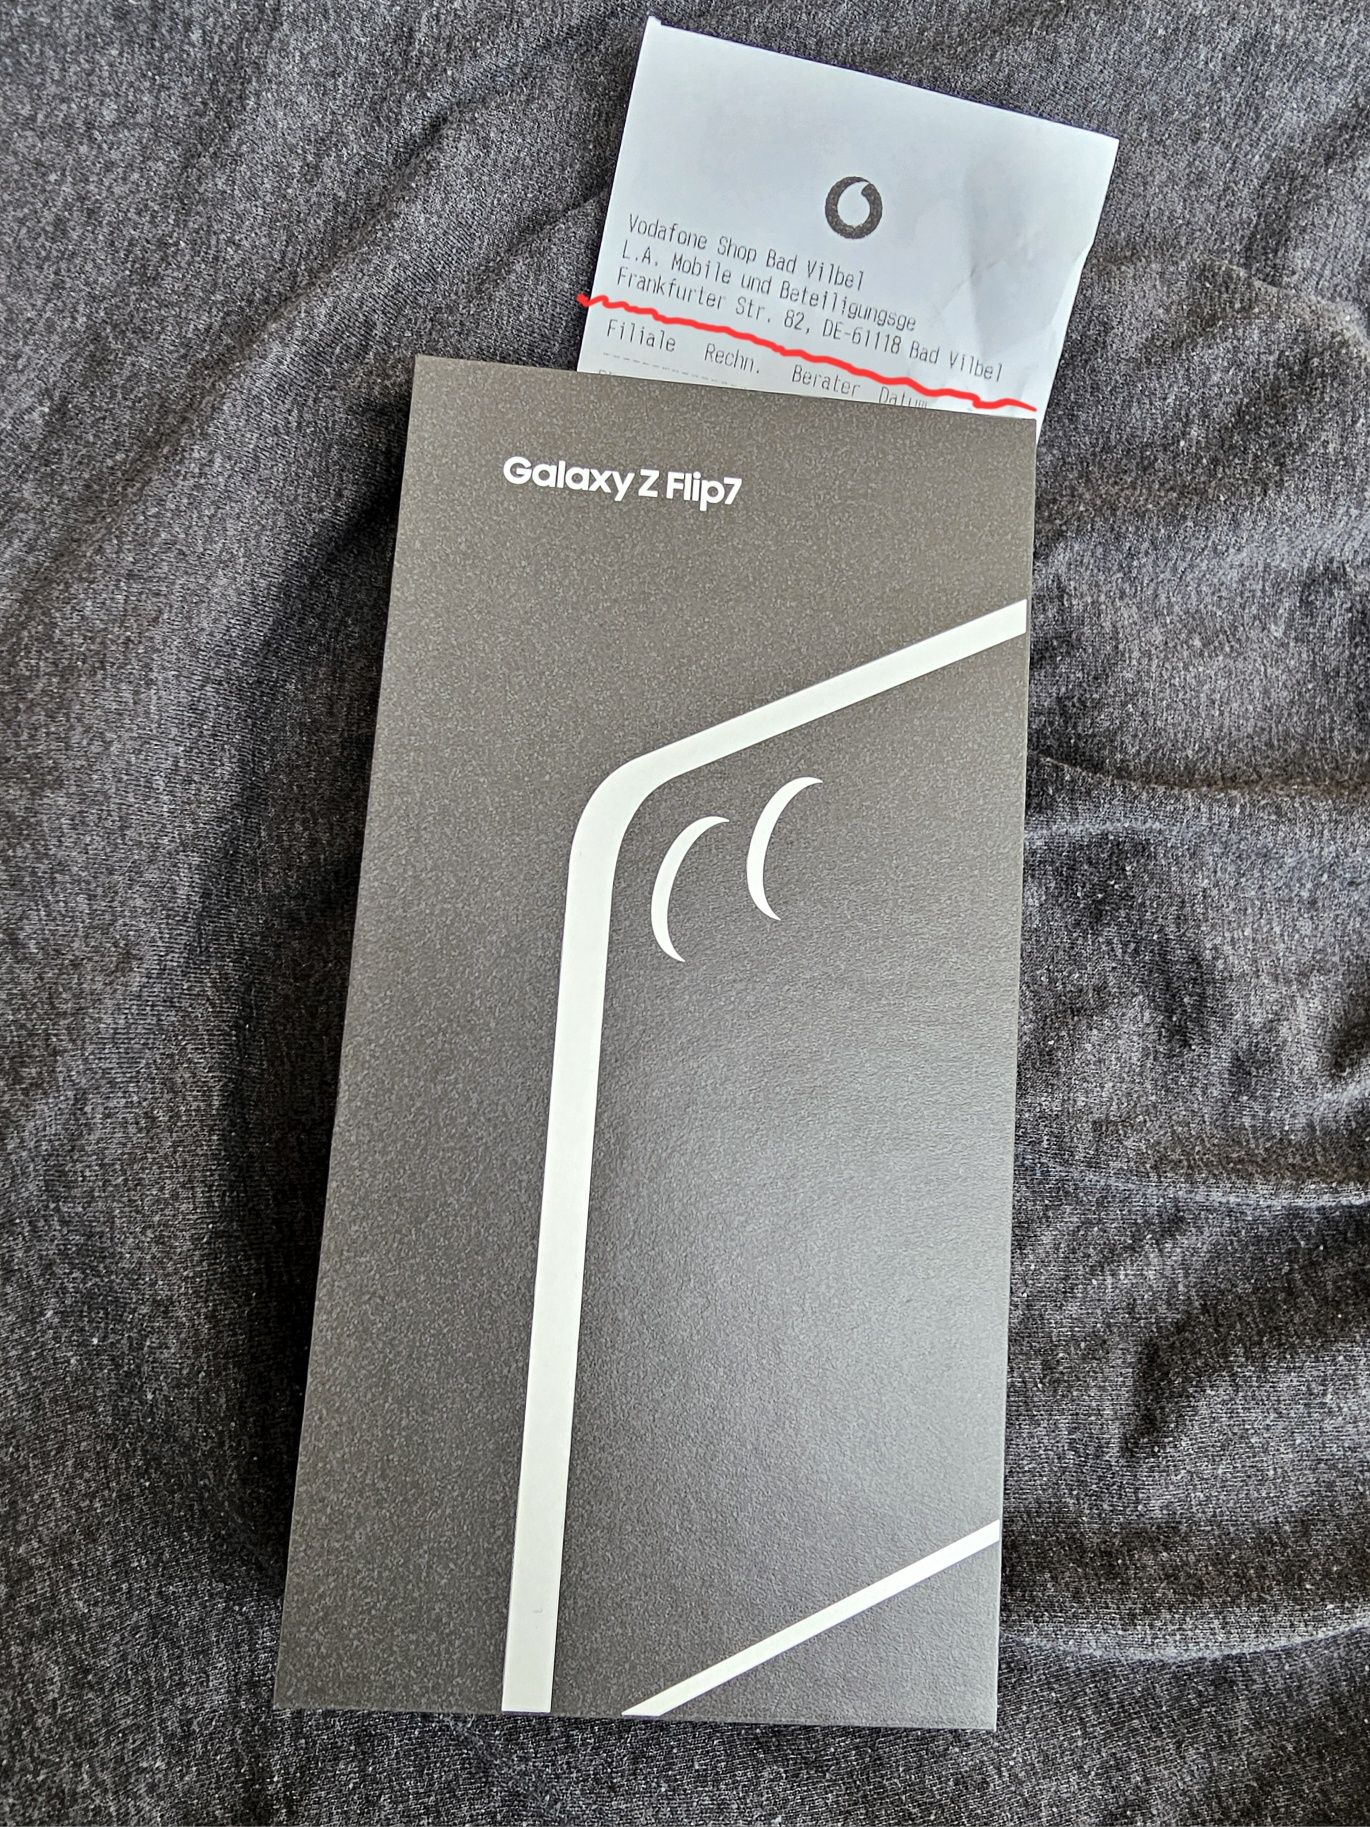 Vodafone Shop Bad Vilbel
L.A. Mobile und Beteiligungsge
Frankfurter Str. 82, DE-61118 Bad Vilbel
Filiale Rechn. Berater Datum
Galaxy Z Flip7